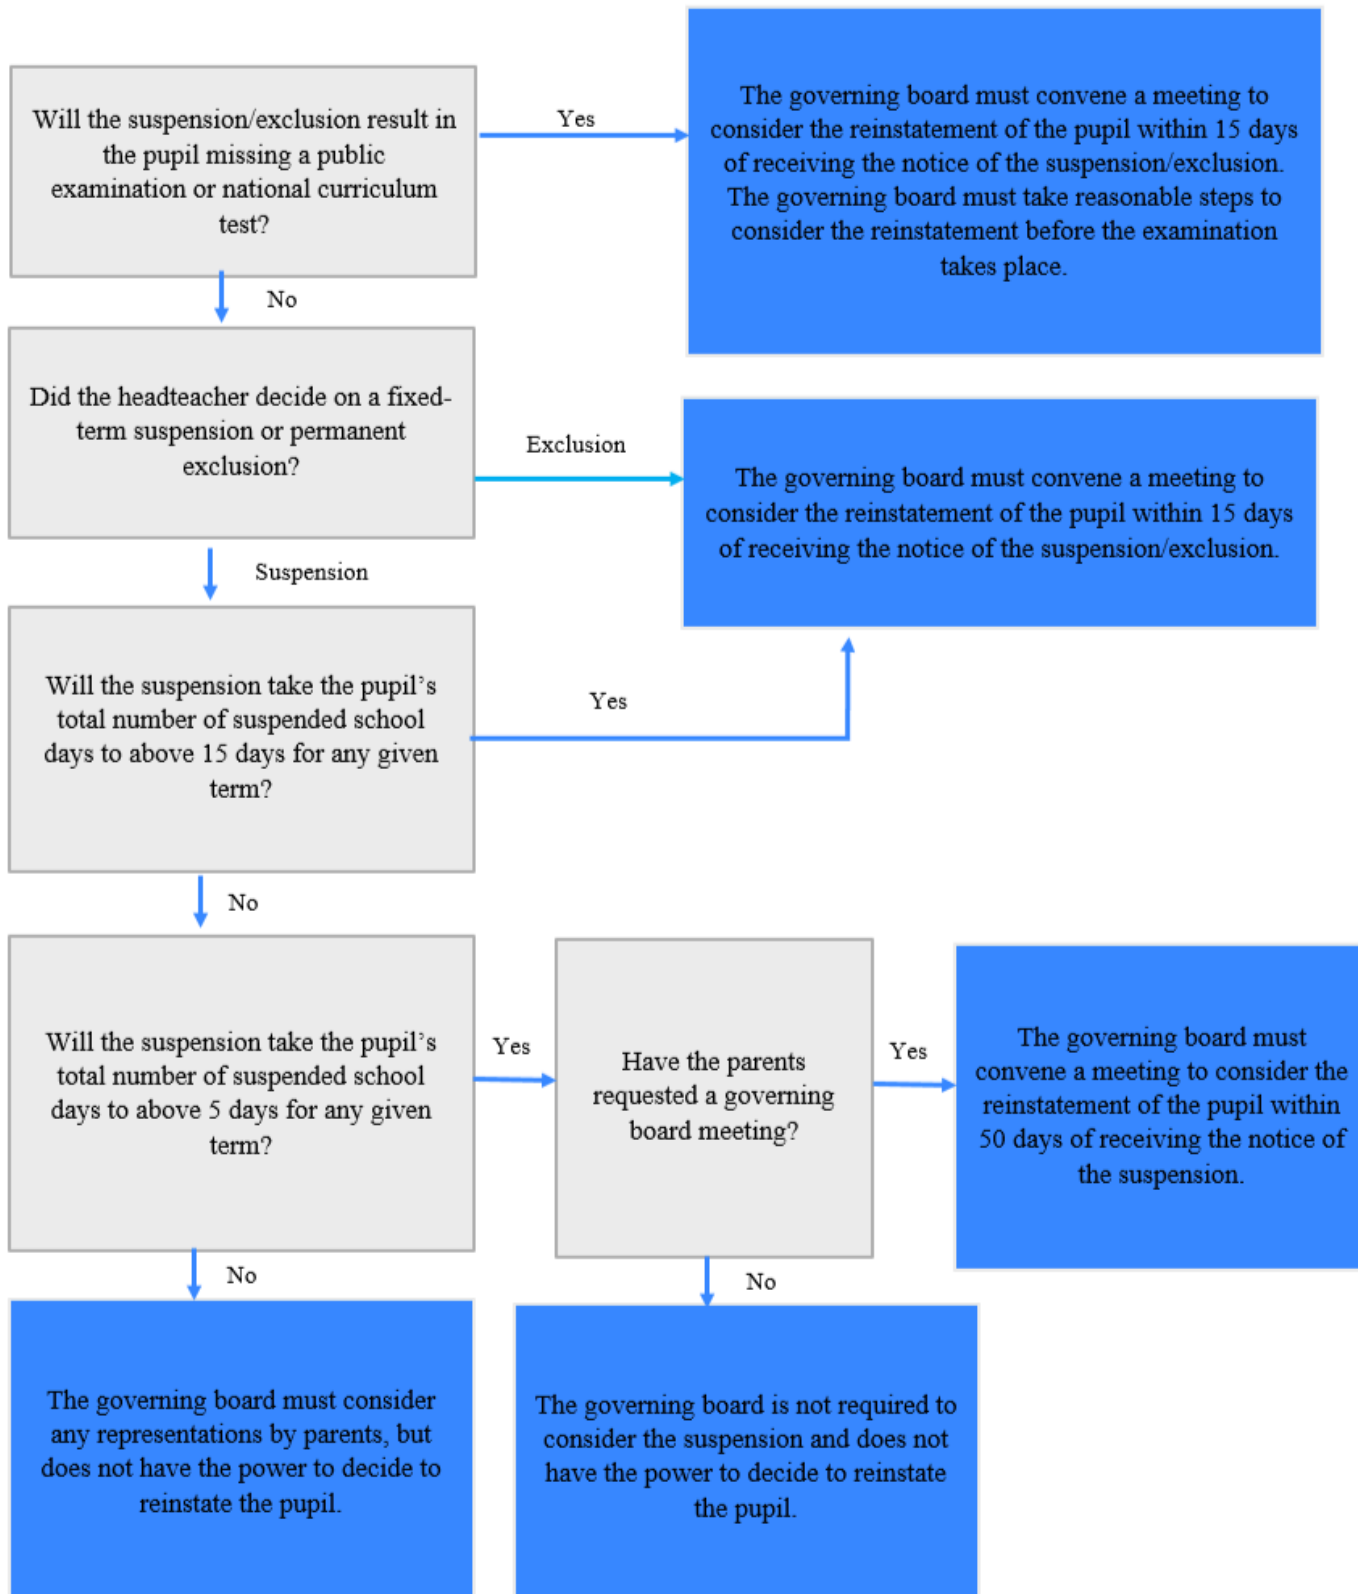 Will the suspension/exclusion result in
the pupil missing a public
examination or national curriculum
test?
Yes
The governing board must convene a meeting to
consider the reinstatement of the pupil within 15 days
of receiving the notice of the suspension/exclusion.
The governing board must take reasonable steps to
consider the reinstatement before the examination
takes place.
No
Did the headteacher decide on a fixed-
term suspension or permanent
exclusion?
Exclusion
The governing board must convene a meeting to
consider the reinstatement of the pupil within 15 days
of receiving the notice of the suspension/exclusion.
Suspension
Will the suspension take the pupil’s
total number of suspended school
days to above 15 days for any given
term?
Yes
No
Will the suspension take the pupil’s
total number of suspended school
days to above 5 days for any given
term?
Yes
Have the parents
requested a governing
board meeting?
Yes
The governing board must
convene a meeting to consider the
reinstatement of the pupil within
50 days of receiving the notice of
the suspension.
No
The governing board must consider
any representations by parents, but
does not have the power to decide to
reinstate the pupil.
No
The governing board is not required to
consider the suspension and does not
have the power to decide to reinstate
the pupil.